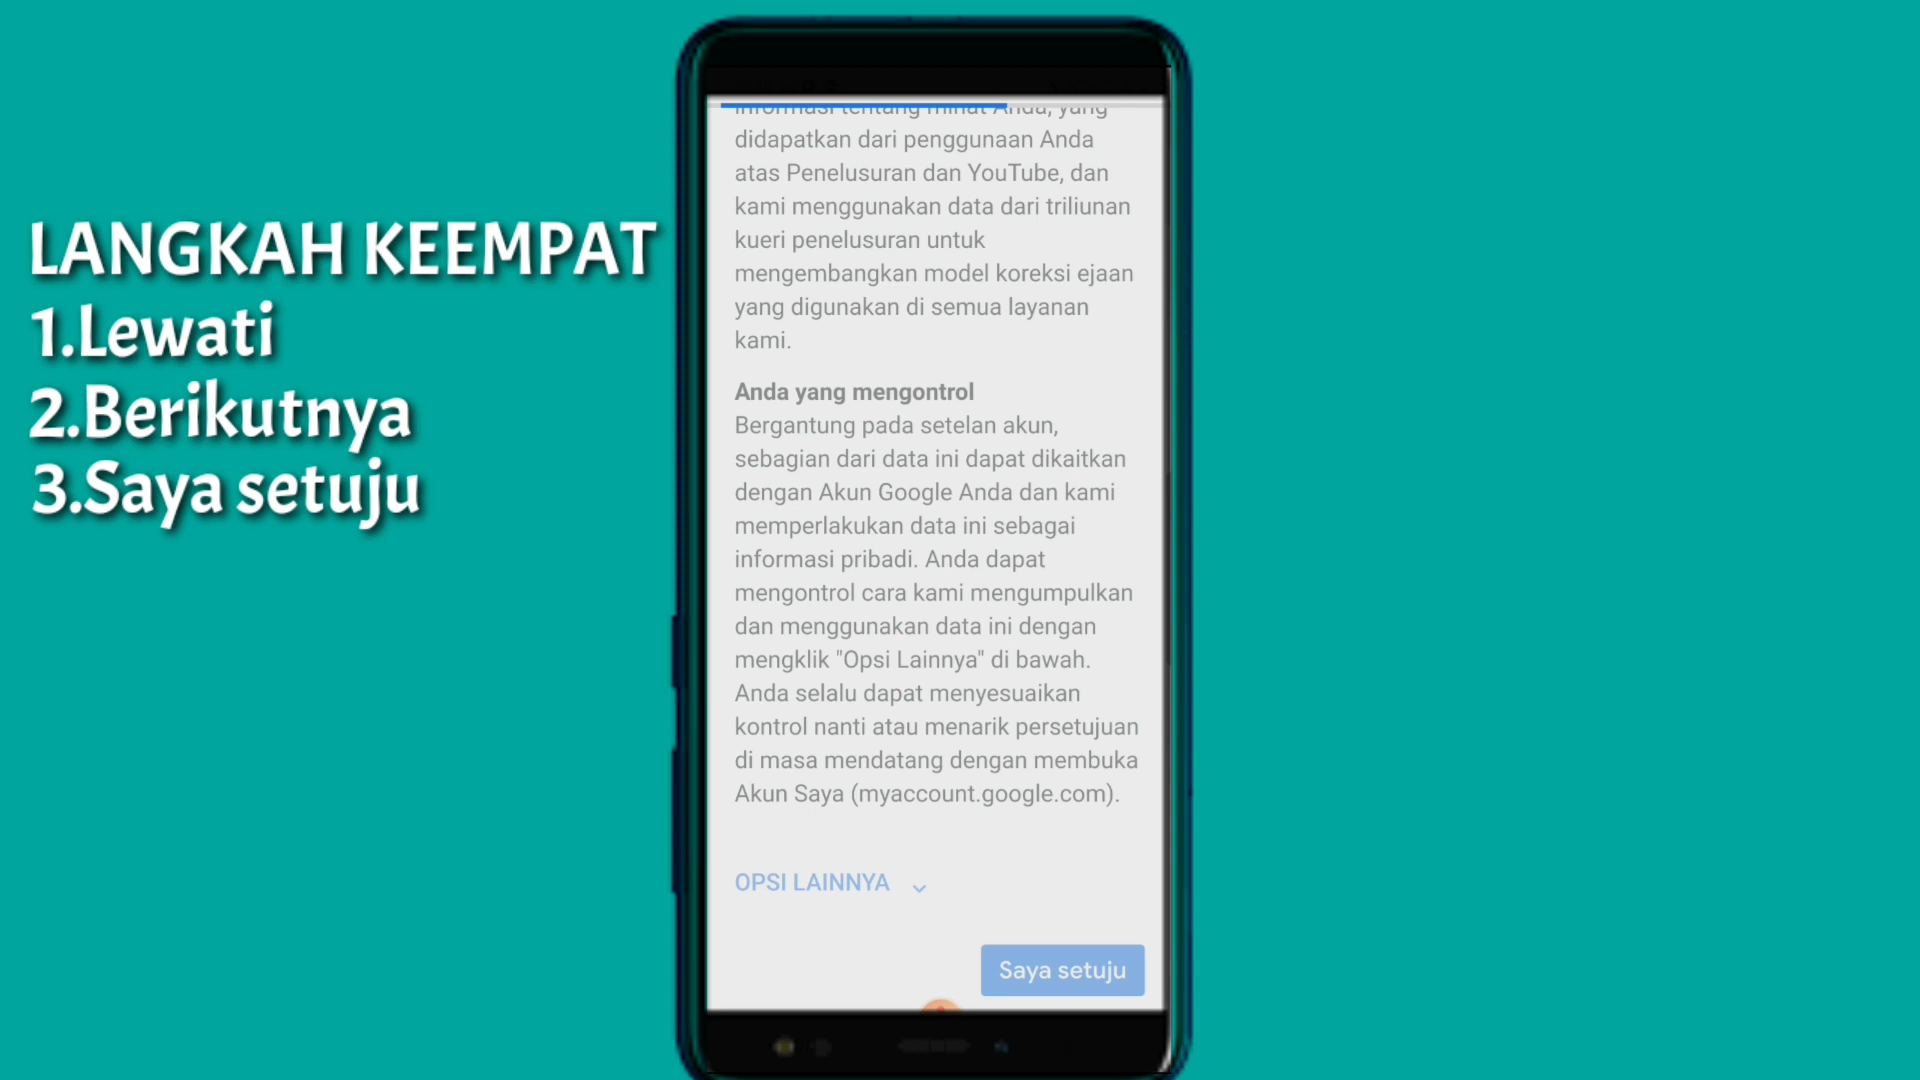 LANGKAH KEEMPAT
1.Lewati
2.Berikutnya
3.Saya setuju
informasi tentang minat Anda, yang
didapatkan dari penggunaan Anda
atas Penelusuran dan YouTube, dan
kami menggunakan data dari triliunan
kueri penelusuran untuk
mengembangkan model koreksi ejaan
yang digunakan di semua layanan
kami.
Anda yang mengontrol
Bergantung pada setelan akun,
sebagian dari data ini dapat dikaitkan
dengan Akun Google Anda dan kami
memperlakukan data ini sebagai
informasi pribadi. Anda dapat
mengontrol cara kami mengumpulkan
dan menggunakan data ini dengan
mengklik "Opsi Lainnya" di bawah.
Anda selalu dapat menyesuaikan
kontrol nanti atau menarik persetujuan
di masa mendatang dengan membuka
Akun Saya (myaccount.google.com).
OPSI LAINNYA
Saya setuju